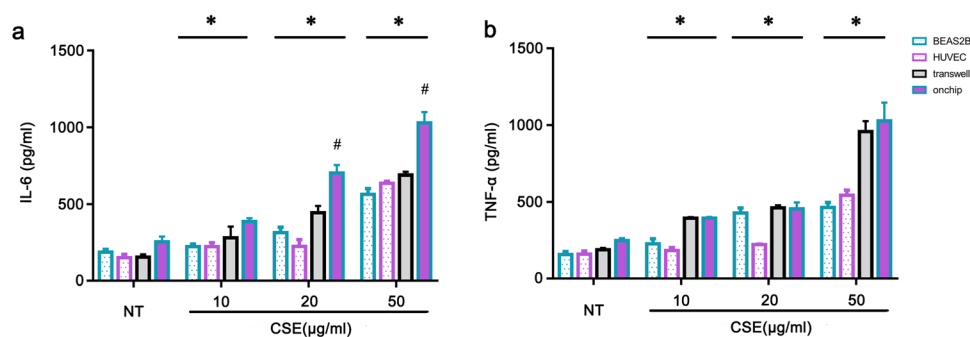 a
* * *
1500
1000
500
0
IL-6 (pg/ml)
#
#
NT
10 20 50
CSE(μg/ml)
b
* * *
1500
1000
500
0
TNF-α (pg/ml)
NT
10 20 50
CSE(μg/ml)
BEAS2B
HUVEC
transwell
onchip